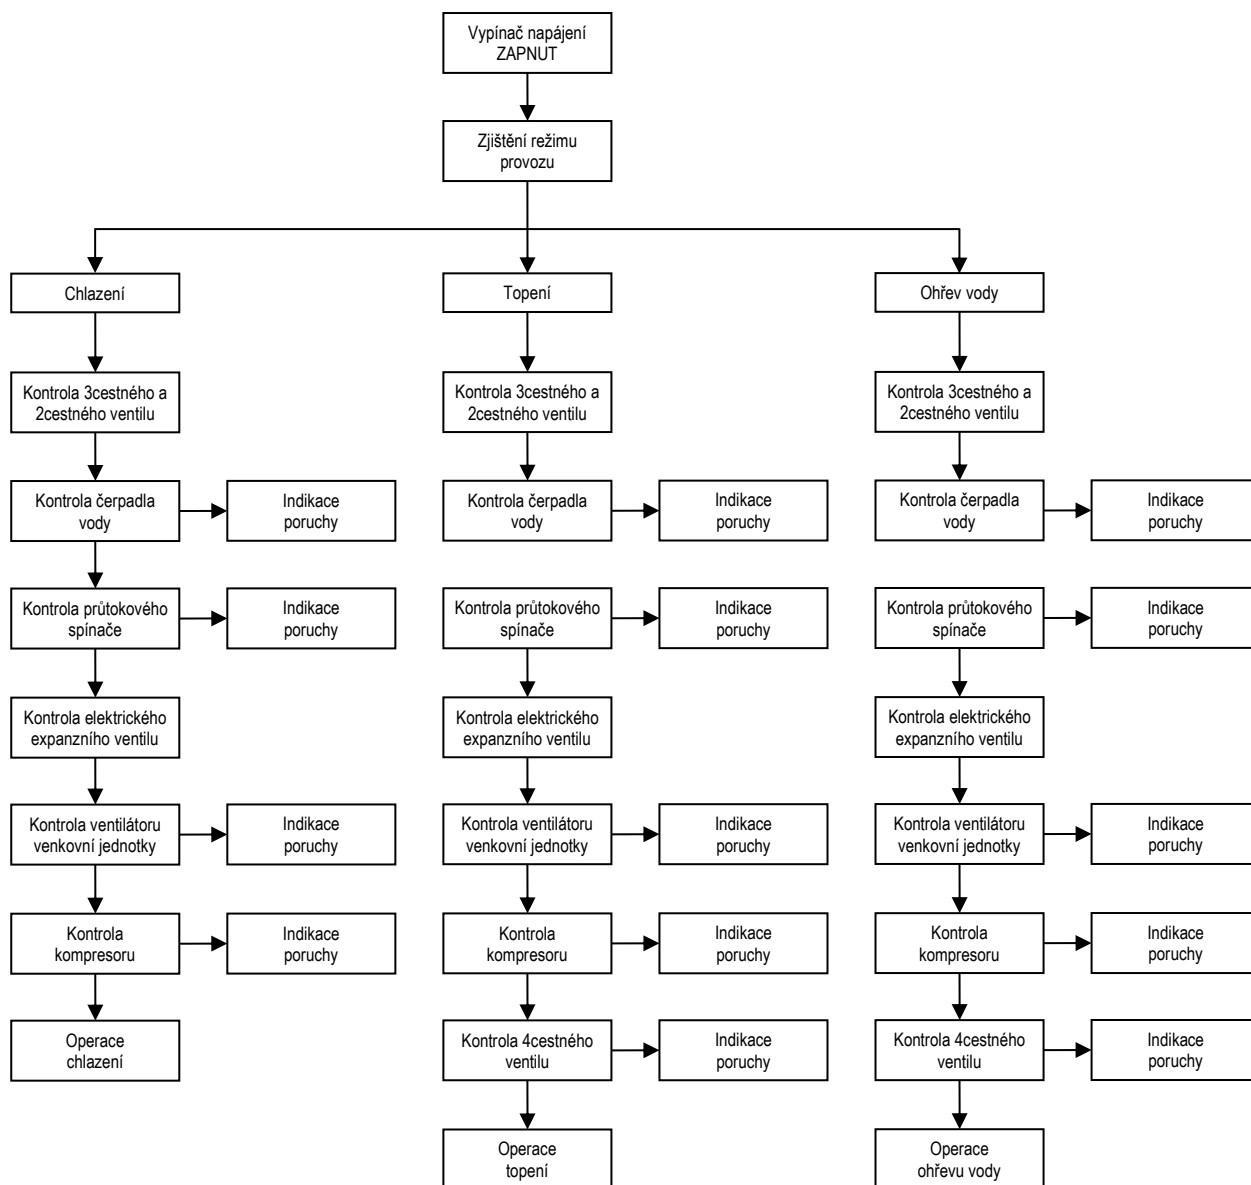 Vypínač napájení
ZAPNUT
Zjištění režimu
provozu
Chlazení
Topení
Ohřev vody
Kontrola 3cestného a
2cestného ventilu
Kontrola 3cestného a
2cestného ventilu
Kontrola 3cestného a
2cestného ventilu
Kontrola čerpadla
vody
Indikace
poruchy
Kontrola čerpadla
vody
Indikace
poruchy
Kontrola čerpadla
vody
Indikace
poruchy
Kontrola průtokového
spínače
Indikace
poruchy
Kontrola průtokového
spínače
Indikace
poruchy
Kontrola průtokového
spínače
Indikace
poruchy
Kontrola elektrického
expanzního ventilu
Kontrola elektrického
expanzního ventilu
Kontrola elektrického
expanzního ventilu
Kontrola ventilátoru
venkovní jednotky
Indikace
poruchy
Kontrola ventilátoru
venkovní jednotky
Indikace
poruchy
Kontrola ventilátoru
venkovní jednotky
Indikace
poruchy
Kontrola
kompresoru
Indikace
poruchy
Kontrola
kompresoru
Indikace
poruchy
Kontrola
kompresoru
Indikace
poruchy
Operace
chlazení
Kontrola 4cestného
ventilu
Indikace
poruchy
Kontrola 4cestného
ventilu
Indikace
poruchy
Operace
topení
Operace
ohřevu vody